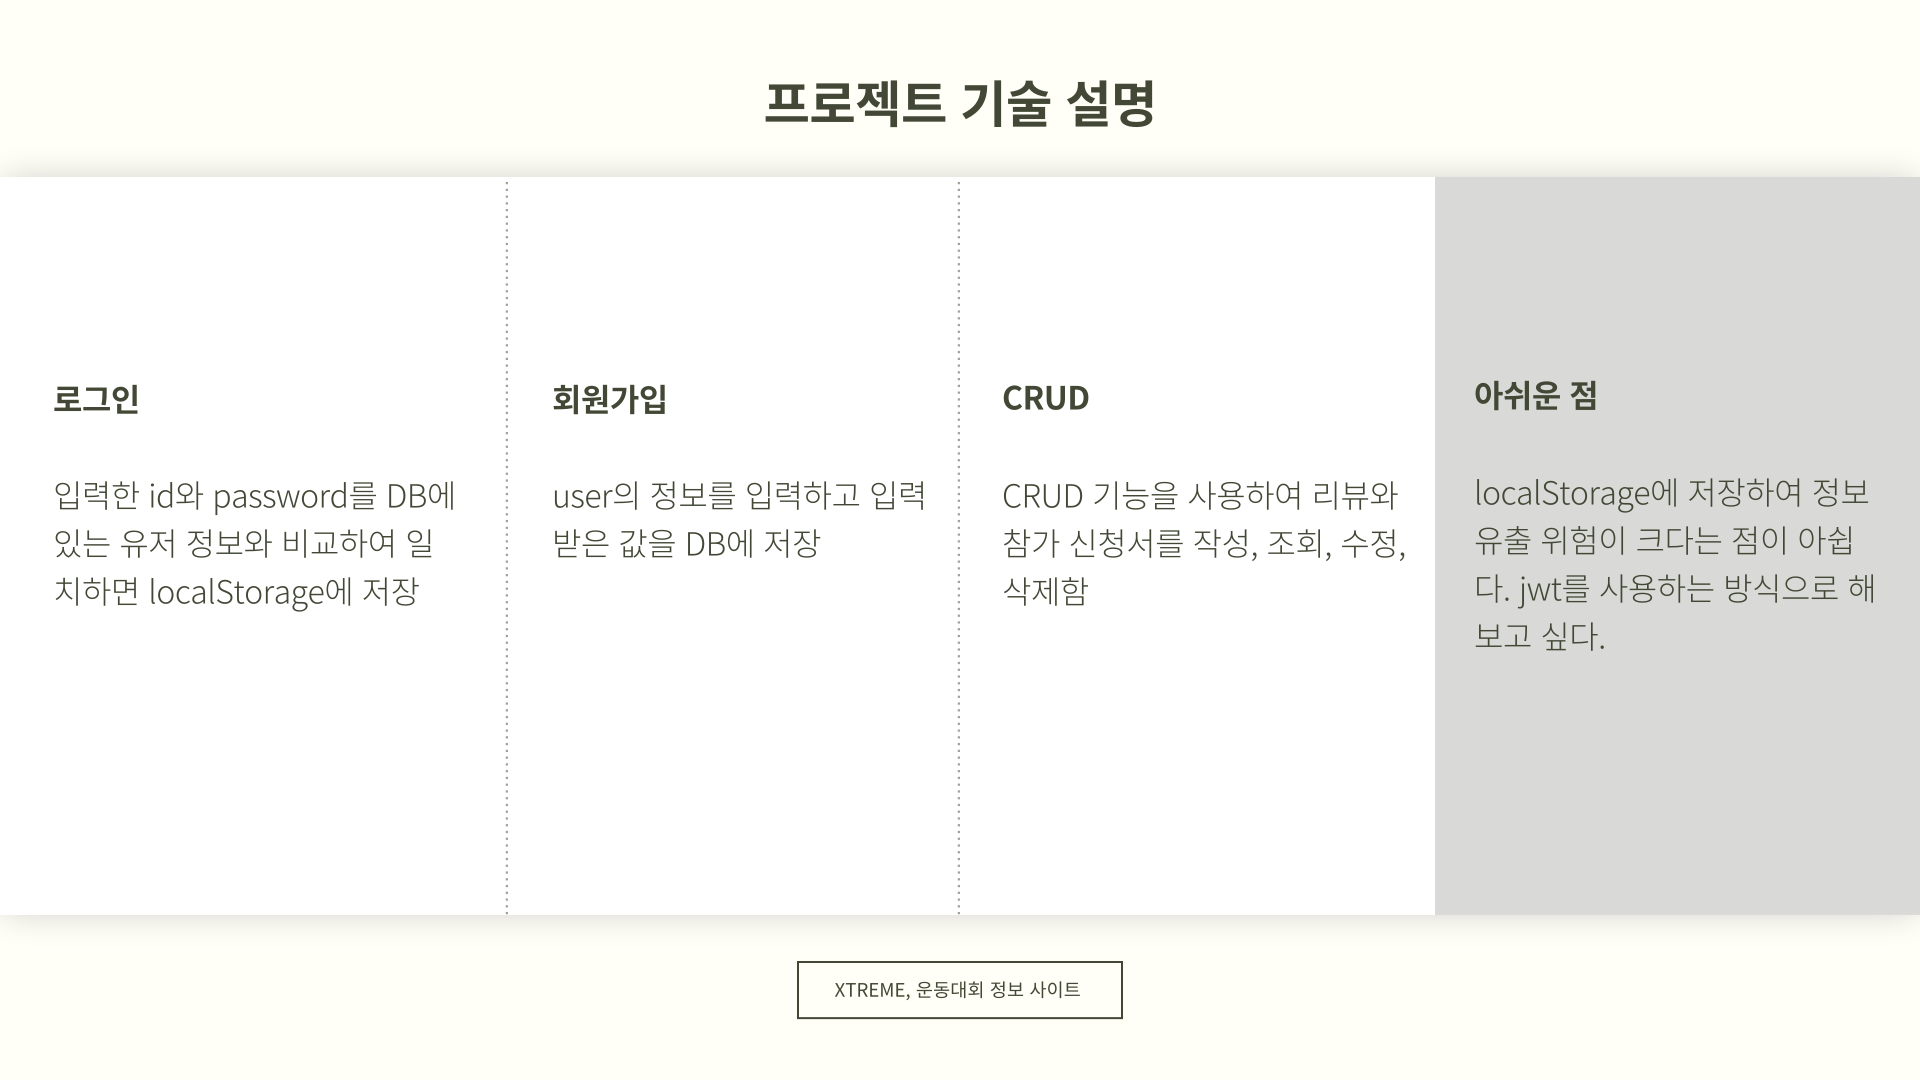 프로젝트 기술 설명
로그인
입력한 id와 password를 DB에
있는 유저 정보와 비교하여 일
치하면 localStorage에 저장
회원가입
user의 정보를 입력하고 입력
받은 값을 DB에 저장
CRUD
CRUD 기능을 사용하여 리뷰와
참가 신청서를 작성, 조회, 수정,
삭제함
아쉬운 점
localStorage에 저장하여 정보
유출 위험이 크다는 점이 아쉽
다. jwt를 사용하는 방식으로 해
보고 싶다.
XTREME, 운동대회 정보 사이트